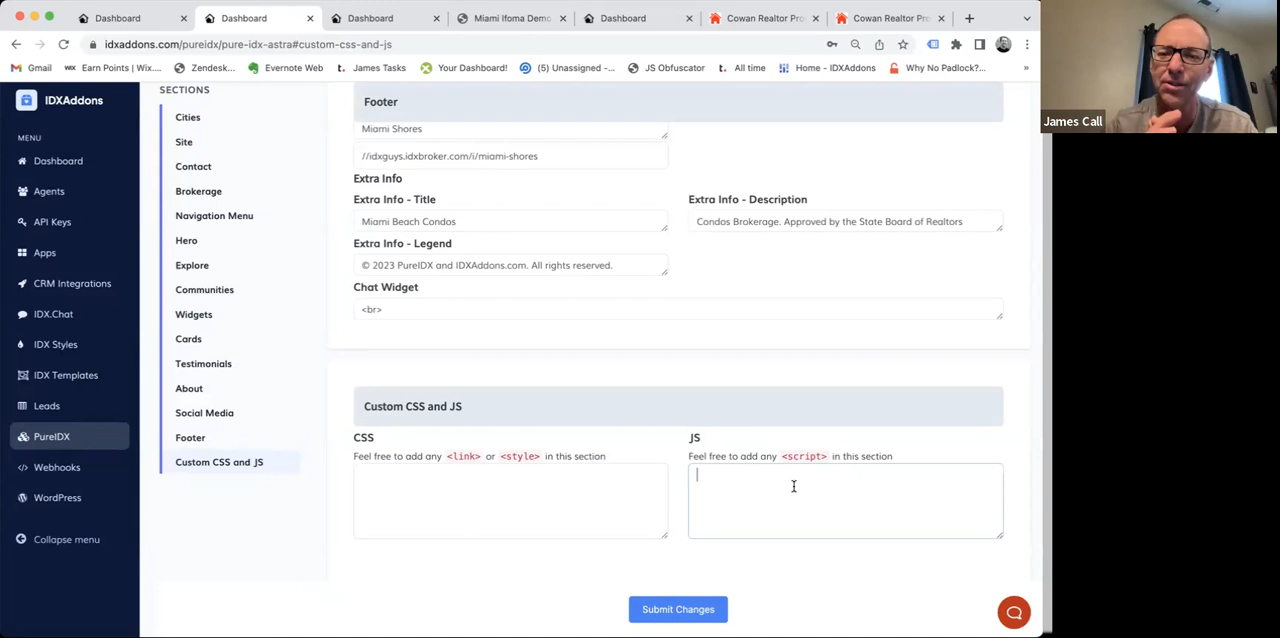 Dashboard
Dashboard
Dashboard
Miami Ifoma Demo
Dashboard
Cowan Realtor Pro
Cowan Realtor Pro
idxaddons.com/pureidx/pure-idx-astra#custom-css-and-js
Gmail
WIX Earn Points | Wix....
Zendesk...
Evernote Web
t. James Tasks
Your Dashboard!
(5) Unassigned -...
JS Obfuscator
t. All time
Home - IDXAddons
Why No Padlock?...
»
James Call
IDXAddons
MENU
Dashboard
Agents
API Keys
Apps
CRM Integrations
IDX.Chat
IDX Styles
IDX Templates
Leads
PureIDX
Webhooks
WordPress
Collapse menu
SECTIONS
Cities
Site
Contact
Brokerage
Navigation Menu
Hero
Explore
Communities
Widgets
Cards
Testimonials
About
Social Media
Footer
Custom CSS and JS
Footer
Miami Shores
//idxguys.idxbroker.com/i/miami-shores
Extra Info
Extra Info - Title
Extra Info - Description
Miami Beach Condos
Condos Brokerage. Approved by the State Board of Realtors
Extra Info - Legend
© 2023 PureIDX and IDXAddons.com. All rights reserved.
Chat Widget
<br>
Custom CSS and JS
CSS
JS
Feel free to add any <link> or <style> in this section
Feel free to add any <script> in this section
Submit Changes